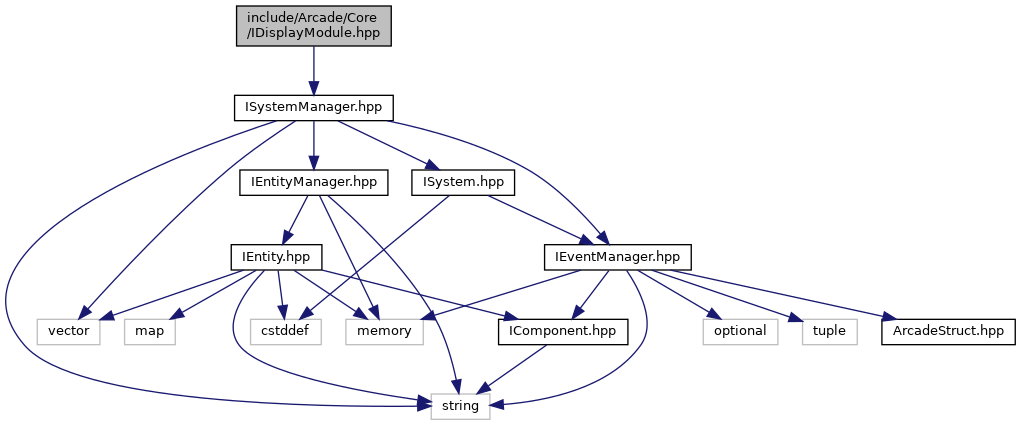 include/Arcade/Core
/IDisplayModule.hpp
ISystemManager.hpp
IEntityManager.hpp
ISystem.hpp
IEntity.hpp
IEventManager.hpp
vector
map
cstddef
memory
IComponent.hpp
optional
tuple
ArcadeStruct.hpp
string